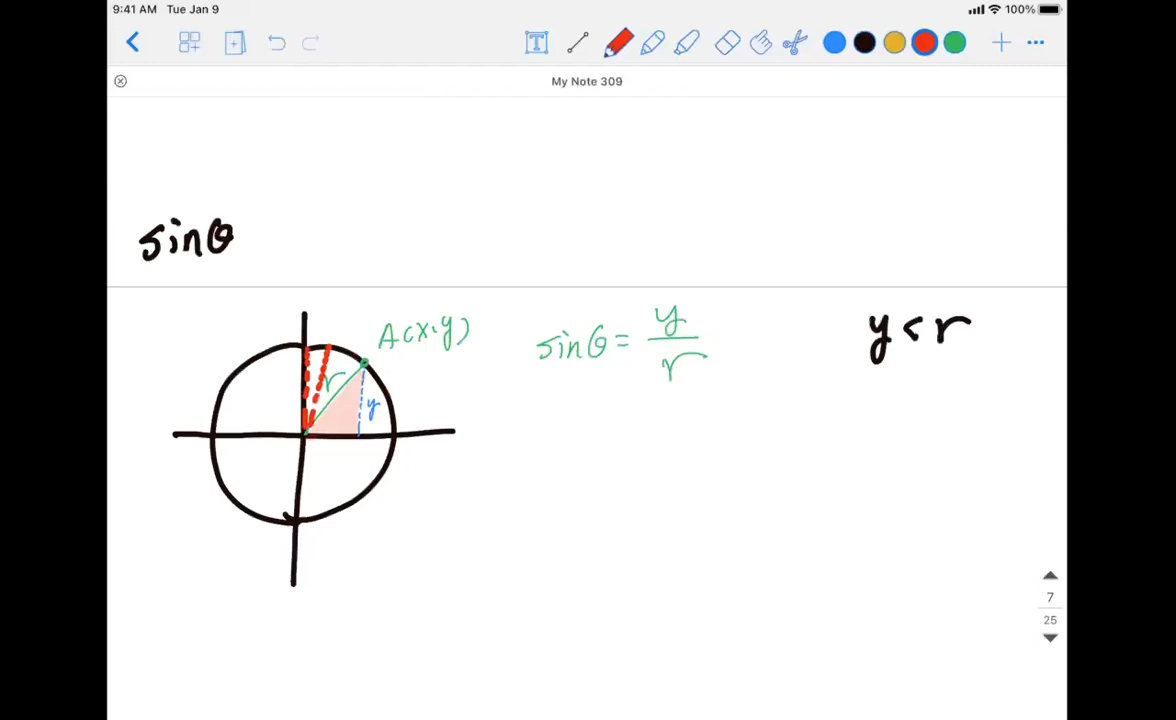 9:41 AM Tue Jan 9
100%
T
My Note 309
sinθ
A(x,y)
sinθ = y/r
y < r
r
y
7
25